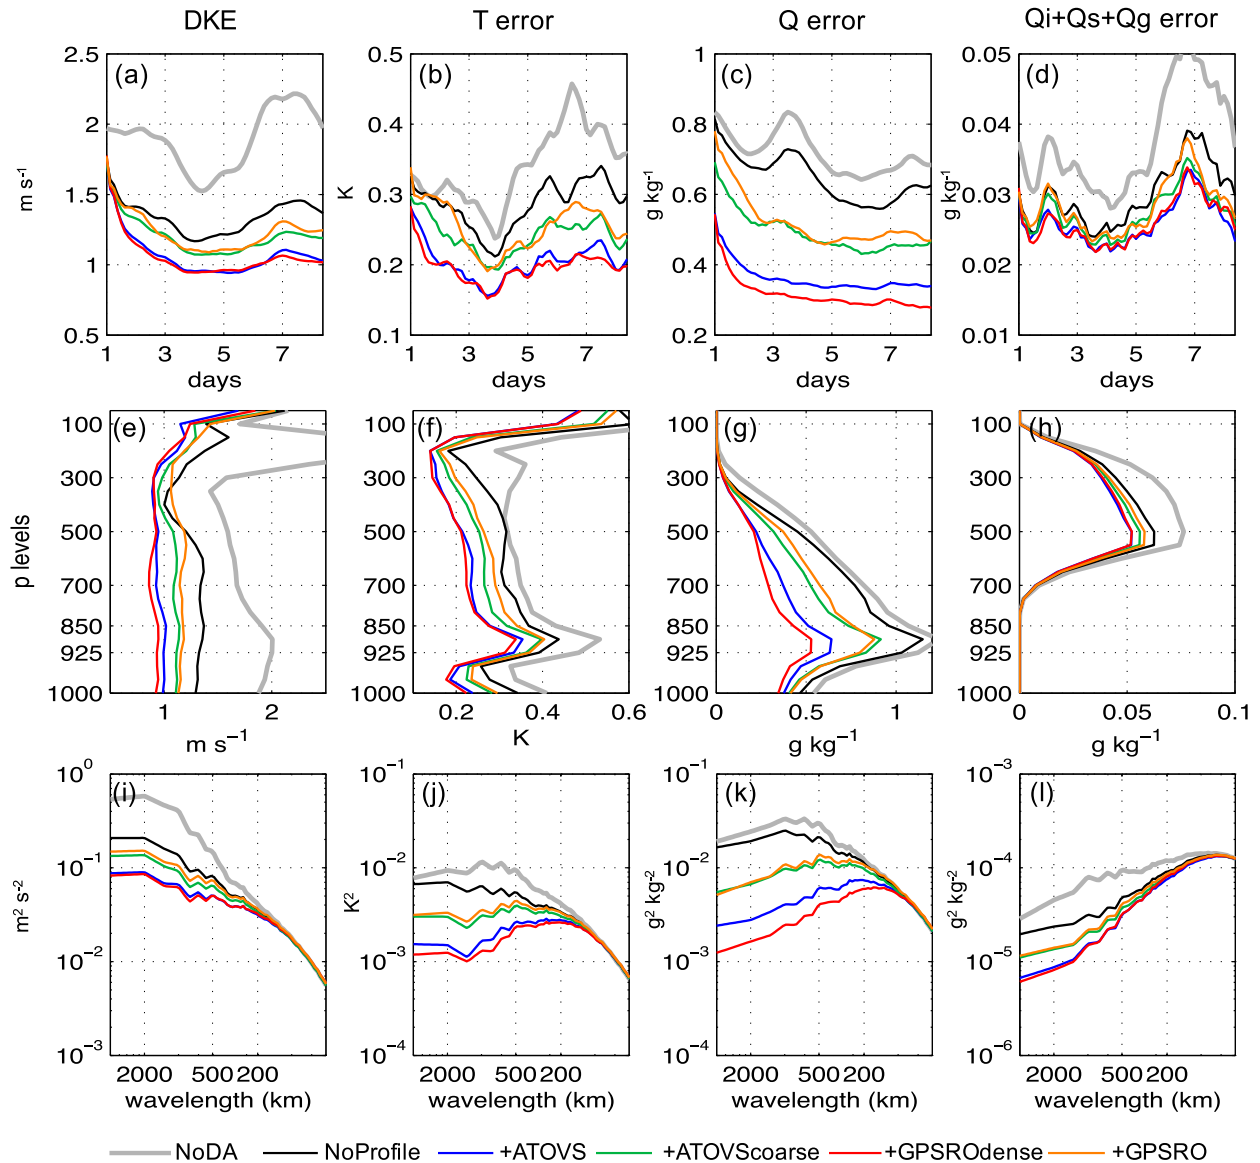 DKE T error Q error Qi+Qs+Qg error
2.5 0.5 1 0.05
(a) (b) (c) (d)
2 0.4 0.8 0.04
m s⁻¹ K g kg⁻¹ g kg⁻¹
1.5 0.3 0.6 0.03
1 0.2 0.4 0.02
0.5 0.1 0.2 0.01
1 3 5 7 1 3 5 7 1 3 5 7 1 3 5 7
days days days days
(e) (f) (g) (h)
100 100 100 100
300 300 300 300
500 500 500 500
p levels
700 700 700 700
850 850 850 850
925 925 925 925
1000 1000 1000 1000
1 2 0.2 0.4 0.6 0 0.5 1 0 0.05 0.1
m s⁻¹ K g kg⁻¹ g kg⁻¹
10⁰ 10⁻¹ 10⁻¹ 10⁻³
(i) (j) (k) (l)
10⁻¹ 10⁻² 10⁻² 10⁻⁴
m² s⁻² K² g² kg⁻² g² kg⁻²
10⁻² 10⁻³ 10⁻³ 10⁻⁵
10⁻³ 10⁻⁴ 10⁻⁴ 10⁻⁶
2000 500 200 2000 500 200 2000 500 200 2000 500 200
wavelength (km) wavelength (km) wavelength (km) wavelength (km)
NoDA NoProfile +ATOVS +ATOVScoarse +GPSROdense +GPSRO